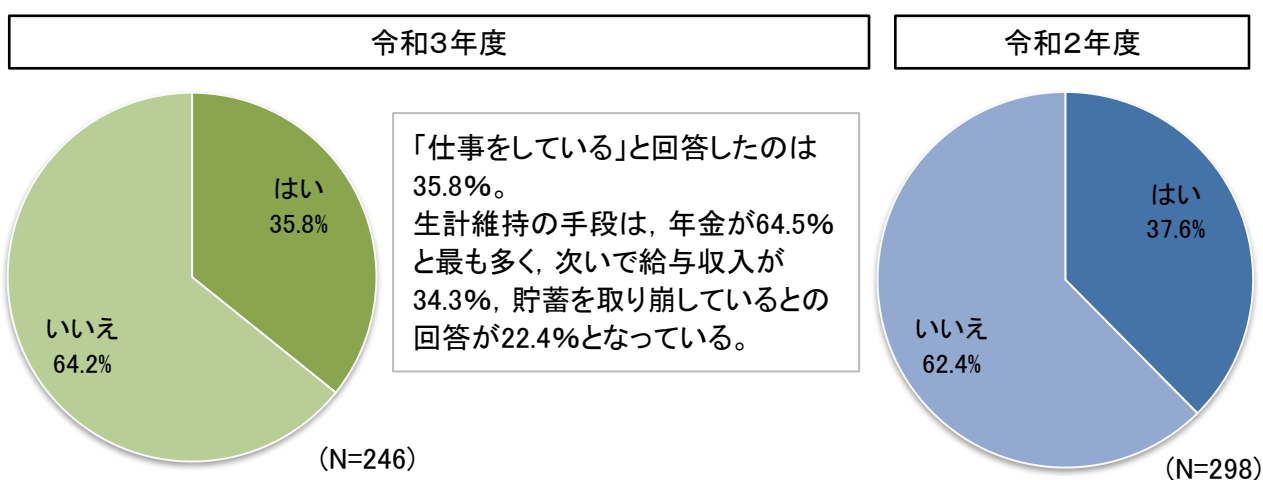 令和３年度
はい
35.8%
いいえ
64.2%
(N=246)
「仕事をしている」と回答したのは
35.8%。
生計維持の手段は，年金が64.5%
と最も多く，次いで給与収入が
34.3%，貯蓄を取り崩しているとの
回答が22.4%となっている。
令和２年度
はい
37.6%
いいえ
62.4%
(N=298)